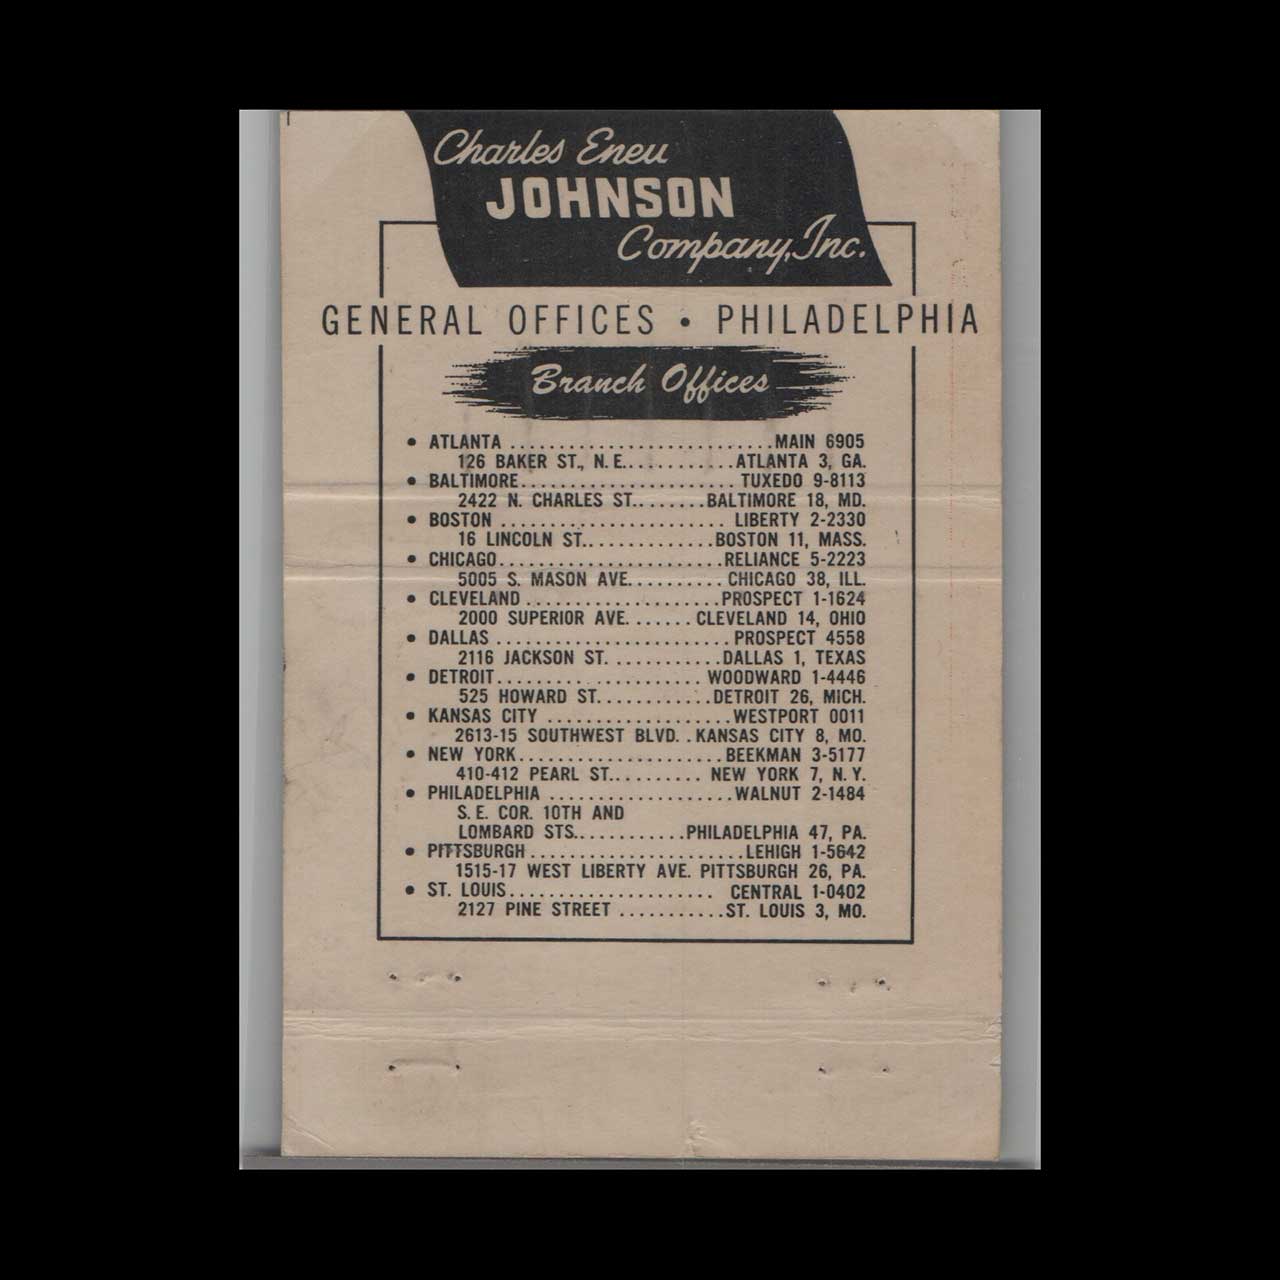 Charles Eneu
JOHNSON
Company, Inc.
GENERAL OFFICES • PHILADELPHIA
Branch Offices
• ATLANTA ........................... MAIN 6905
126 BAKER ST., N.E. ........... ATLANTA 3, GA.
• BALTIMORE ...................... TUXEDO 9-8113
2422 N. CHARLES ST. ....... BALTIMORE 18, MD.
• BOSTON ....................... LIBERTY 2-2330
16 LINCOLN ST. ............. BOSTON 11, MASS.
• CHICAGO ....................... RELIANCE 5-2223
5005 S. MASON AVE. ......... CHICAGO 38, ILL.
• CLEVELAND .................... PROSPECT 1-1624
2000 SUPERIOR AVE. ...... CLEVELAND 14, OHIO
• DALLAS ........................ PROSPECT 4558
2116 JACKSON ST. ........... DALLAS 1, TEXAS
• DETROIT ..................... WOODWARD 1-4446
525 HOWARD ST. ........... DETROIT 26, MICH.
• KANSAS CITY ................... WESTPORT 0011
2613-15 SOUTHWEST BLVD. . KANSAS CITY 8, MO.
• NEW YORK ..................... BEEKMAN 3-5177
410-412 PEARL ST. ......... NEW YORK 7, N.Y.
• PHILADELPHIA ................... WALNUT 2-1484
S.E. COR. 10TH AND
LOMBARD STS. ........... PHILADELPHIA 47, PA.
• PITTSBURGH ...................... LEHIGH 1-5642
1515-17 WEST LIBERTY AVE. PITTSBURGH 26, PA.
• ST. LOUIS ..................... CENTRAL 1-0402
2127 PINE STREET ........... ST. LOUIS 3, MO.